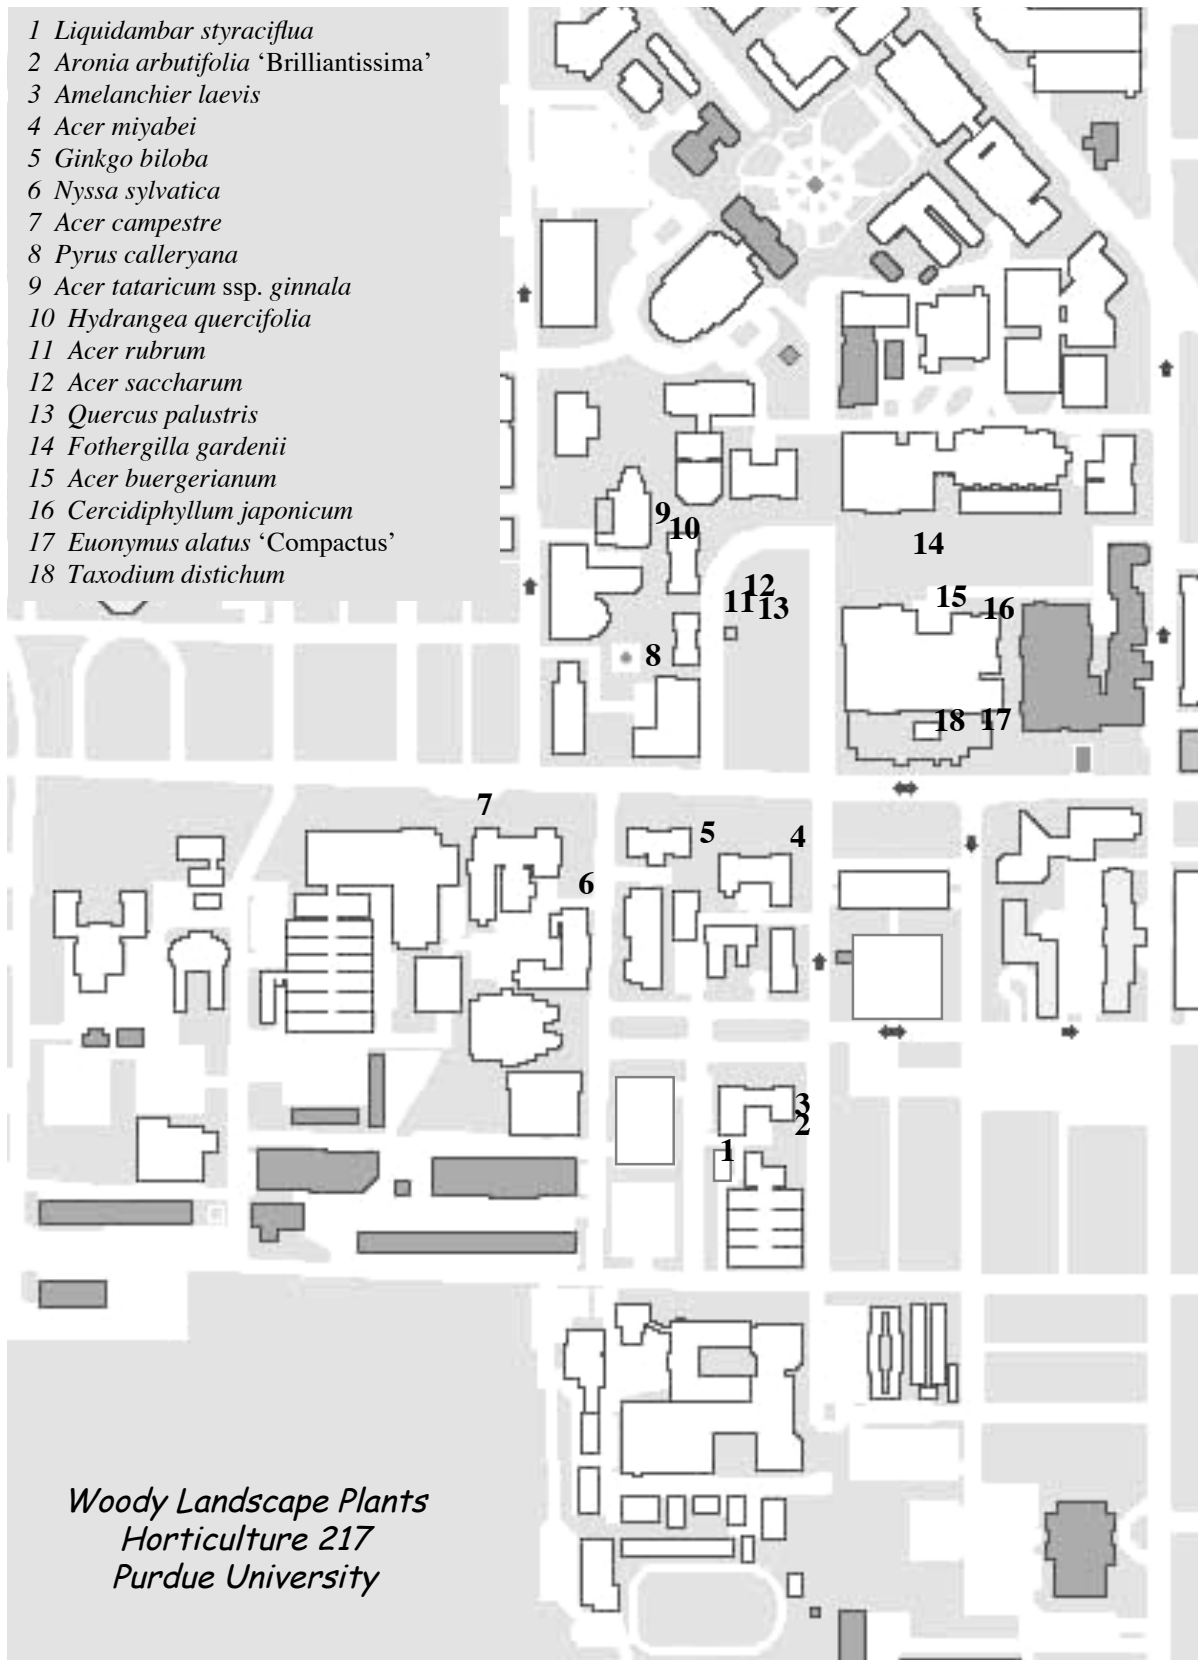 1 Liquidambar styraciflua
2 Aronia arbutifolia ‘Brilliantissima’
3 Amelanchier laevis
4 Acer miyabei
5 Ginkgo biloba
6 Nyssa sylvatica
7 Acer campestre
8 Pyrus calleryana
9 Acer tataricum ssp. ginnala
10 Hydrangea quercifolia
11 Acer rubrum
12 Acer saccharum
13 Quercus palustris
14 Fothergilla gardenii
15 Acer buergerianum
16 Cercidiphyllum japonicum
17 Euonymus alatus ‘Compactus’
18 Taxodium distichum
9
10
14
12
11
13
15
16
8
18
17
7
5
4
6
3
2
1
Woody Landscape Plants
Horticulture 217
Purdue University